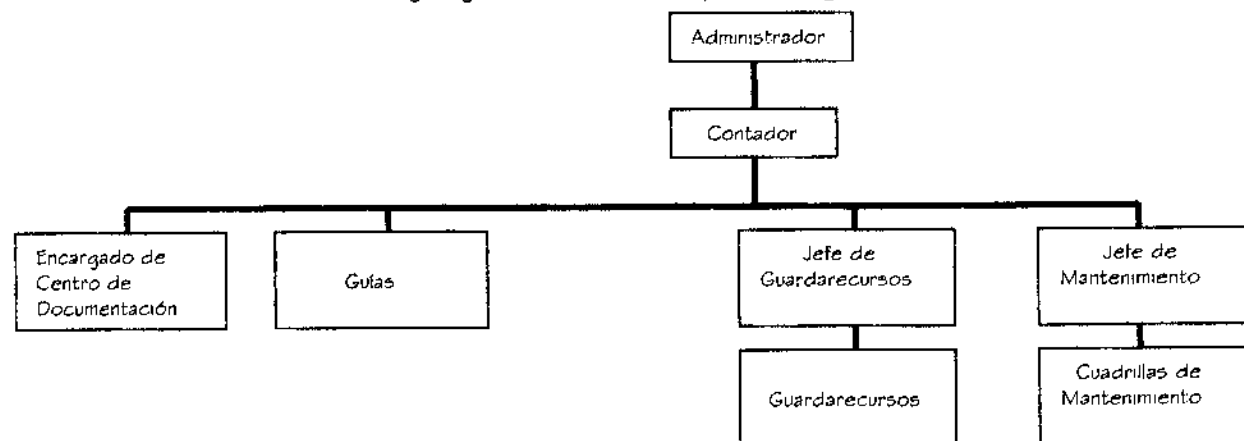 Administrador
Contador
Encargado de
Centro de
Documentación
Guías
Jefe de
Guardarecursos
Jefe de
Mantenimiento
Guardarecursos
Cuadrillas de
Mantenimiento